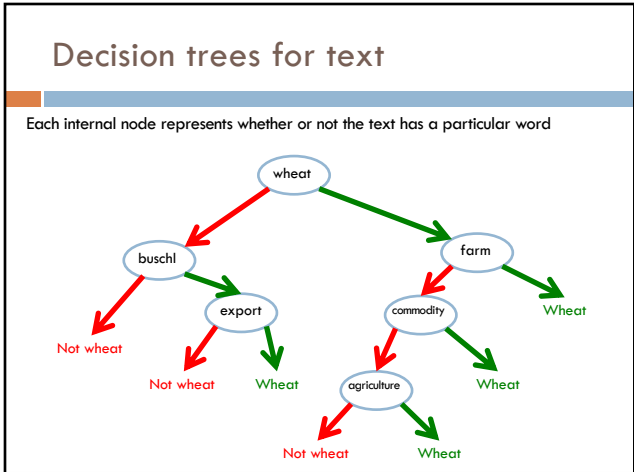 Decision trees for text
Each internal node represents whether or not the text has a particular word
wheat
buschl
farm
export
commodity
Wheat
Not wheat
Not wheat
Wheat
agriculture
Wheat
Not wheat
Wheat